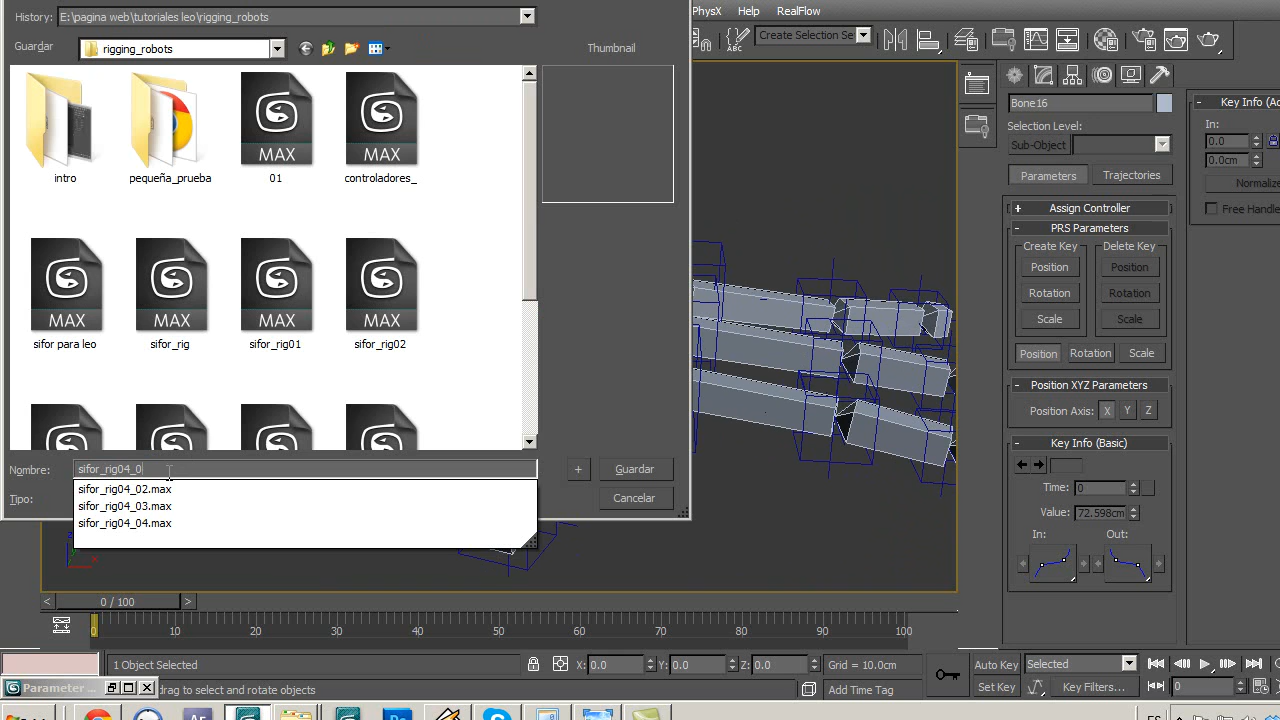 History: E:\pagina web\tutoriales leo\rigging_robots
PhysX Help RealFlow
Guardar rigging_robots Thumbnail
Create Selection Se
intro pequeña_prueba 01 controladores_
MAX MAX
sifor para leo sifor_rig sifor_rig01 sifor_rig02
MAX MAX MAX MAX
Nombre: sifor_rig04_0 + Guardar
Tipo: Cancelar
sifor_rig04_02.max
sifor_rig04_03.max
sifor_rig04_04.max
Bone16
Selection Level:
Sub-Object
Parameters Trajectories
+ Assign Controller
- PRS Parameters
Create Key Delete Key
Position Position
Rotation Rotation
Scale Scale
Position Rotation Scale
- Position XYZ Parameters
Position Axis: X Y Z
- Key Info (Basic)
Time: 0
Value: 72.598cm
In: Out:
- Key Info (Ad
In:
0.0
0.0cm
Normalize
Free Handle
< 0 / 100 >
0 10 20 30 40 50 60 70 80 90 100
1 Object Selected X: 0.0 Y: 0.0 Z: 0.0 Grid = 10.0cm Auto Key Selected
Parameter ... drag to select and rotate objects Add Time Tag Set Key Key Filters... 0
ES